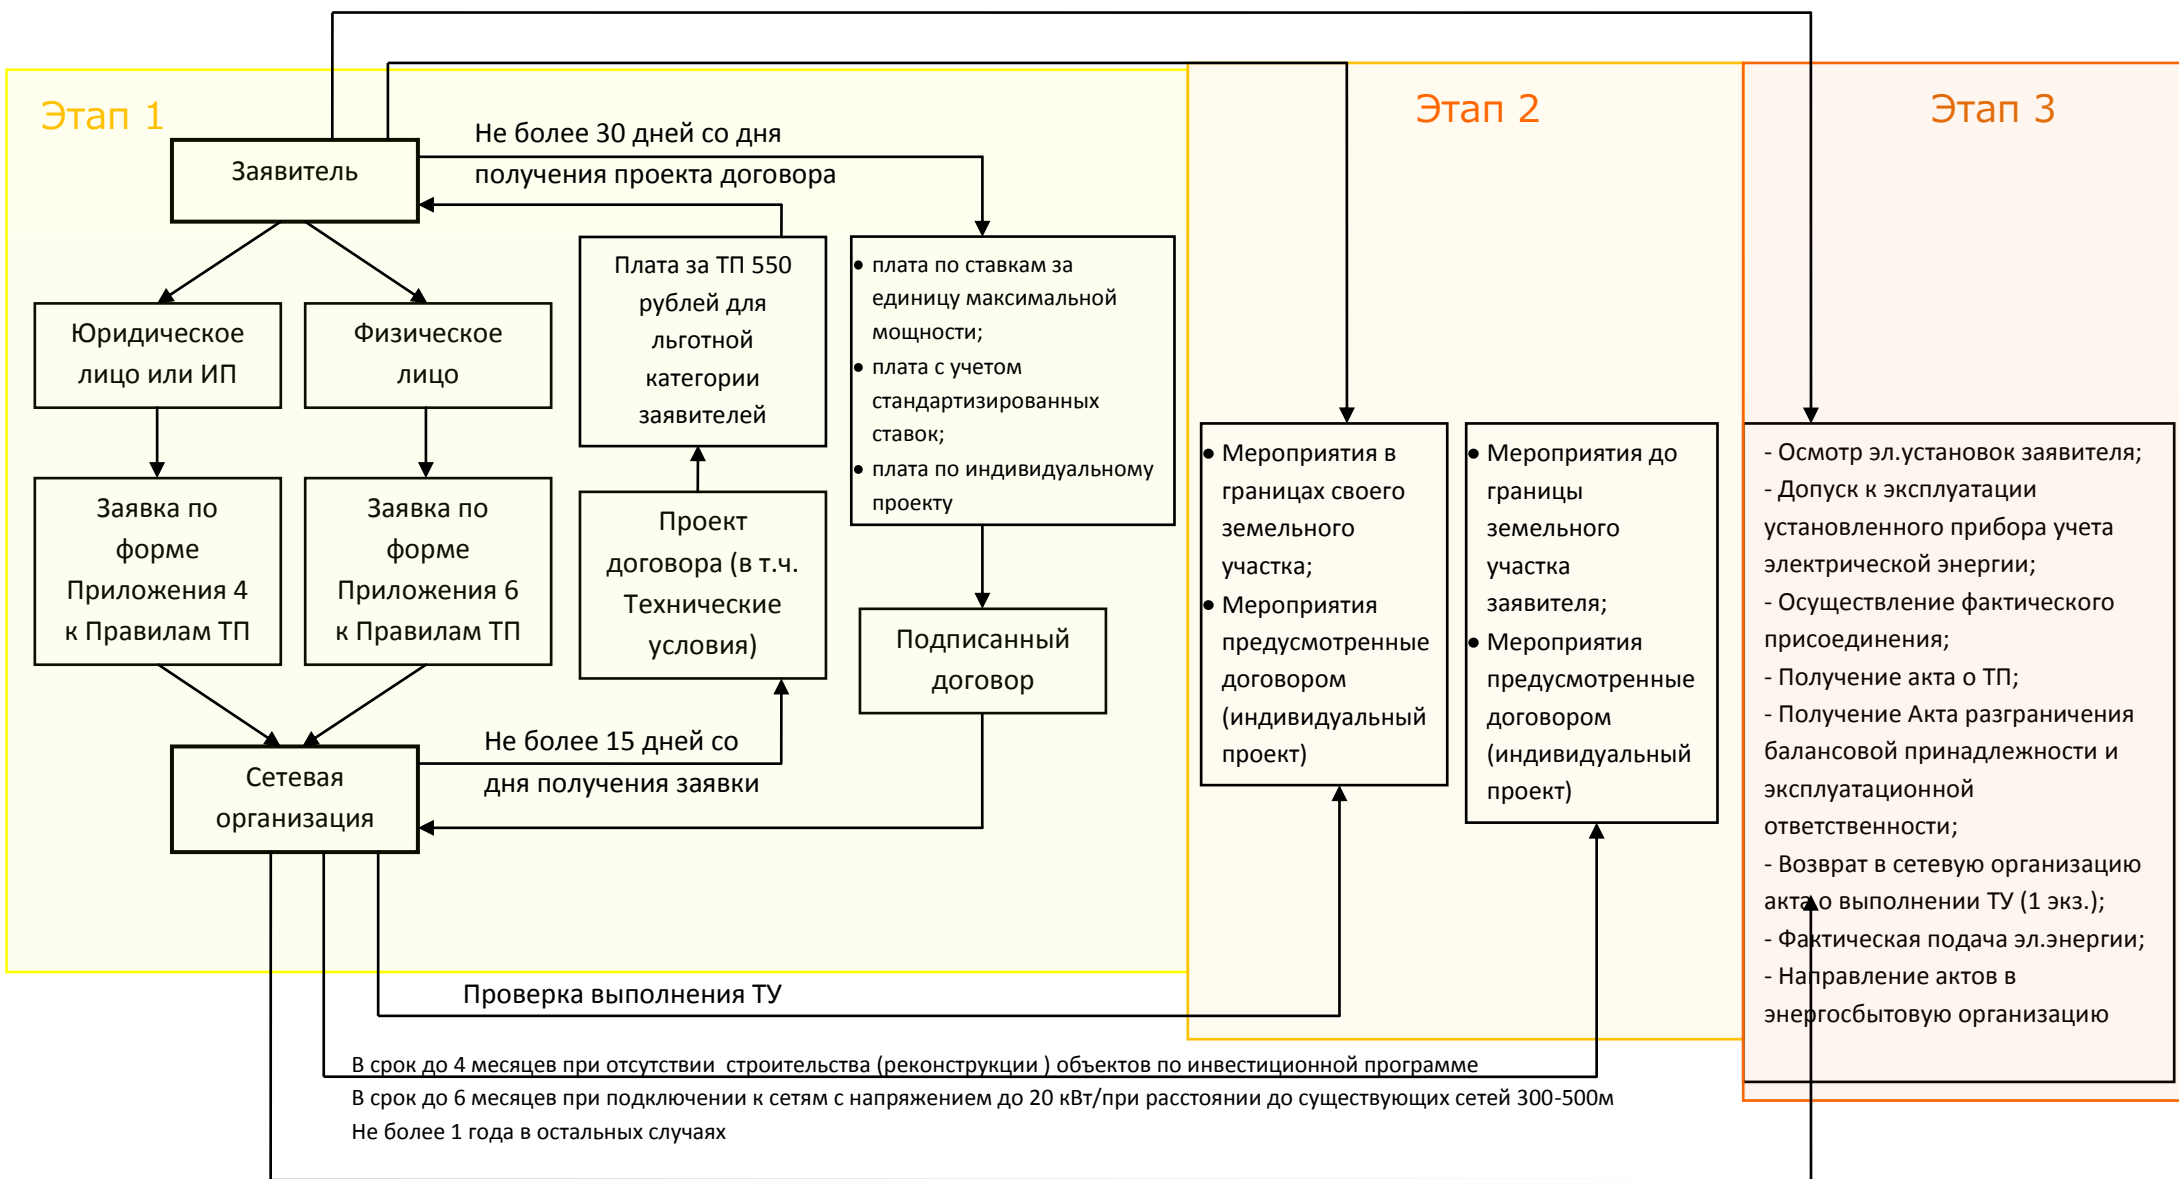 Этап 1
Заявитель
Не более 30 дней со дня
получения проекта договора
Юридическое
лицо или ИП
Физическое
лицо
Плата за ТП 550
рублей для
льготной
категории
заявителей
• плата по ставкам за
единицу максимальной
мощности;
• плата с учетом
стандартизированных
ставок;
• плата по индивидуальному
проекту
Заявка по
форме
Приложения 4
к Правилам ТП
Заявка по
форме
Приложения 6
к Правилам ТП
Проект
договора (в т.ч.
Технические
условия)
Подписанный
договор
Сетевая
организация
Не более 15 дней со
дня получения заявки
Этап 2
• Мероприятия в
границах своего
земельного
участка;
• Мероприятия
предусмотренные
договором
(индивидуальный
проект)
• Мероприятия до
границы
земельного
участка
заявителя;
• Мероприятия
предусмотренные
договором
(индивидуальный
проект)
Этап 3
- Осмотр эл.установок заявителя;
- Допуск к эксплуатации
установленного прибора учета
электрической энергии;
- Осуществление фактического
присоединения;
- Получение акта о ТП;
- Получение Акта разграничения
балансовой принадлежности и
эксплуатационной
ответственности;
- Возврат в сетевую организацию
акта о выполнении ТУ (1 экз.);
- Фактическая подача эл.энергии;
- Направление актов в
энергосбытовую организацию
Проверка выполнения ТУ
В срок до 4 месяцев при отсутствии строительства (реконструкции ) объектов по инвестиционной программе
В срок до 6 месяцев при подключении к сетям с напряжением до 20 кВт/при расстоянии до существующих сетей 300-500м
Не более 1 года в остальных случаях